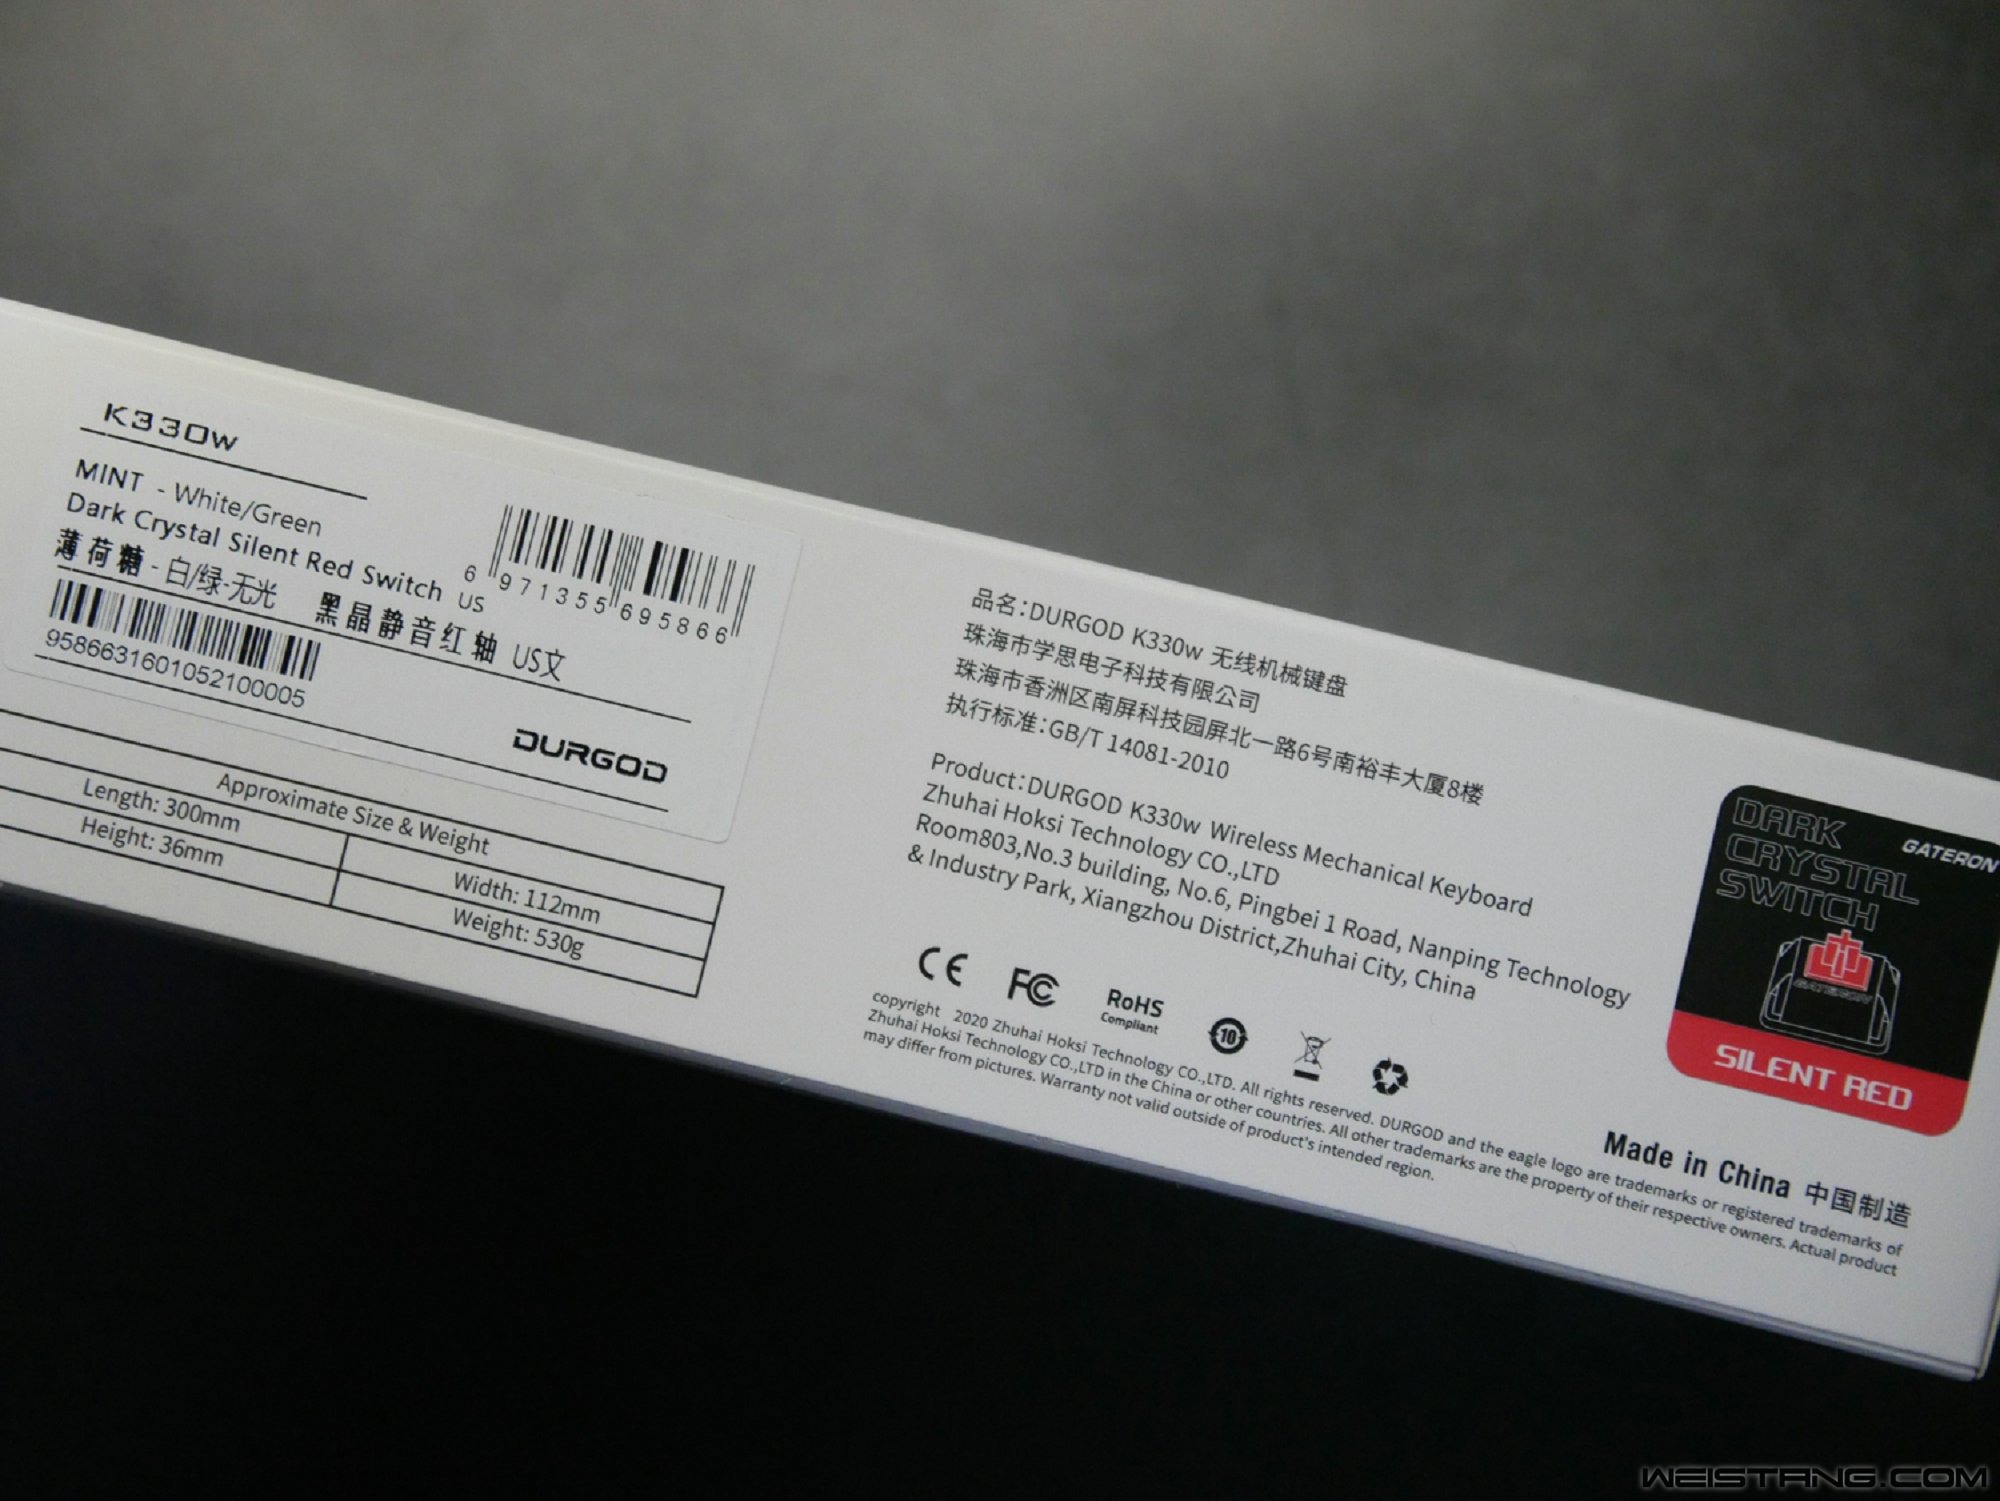 K330w
MINT - White/Green
Dark Crystal Silent Red Switch US
薄荷糖 - 白/绿-无光 黑晶静音红轴 US文
9586631601052100005
6 971355 695866
DURGOD
Approximate Size & Weight
Length: 300mm
Width: 112mm
Height: 36mm
Weight: 530g
品名：DURGOD K330w 无线机械键盘
珠海市学思电子科技有限公司
珠海市香洲区南屏科技园屏北一路6号南裕丰大厦8楼
执行标准：GB/T 14081-2010
Product：DURGOD K330w Wireless Mechanical Keyboard
Zhuhai Hoksi Technology CO.,LTD
Room803,No.3 building, No.6, Pingbei 1 Road, Nanping Technology
& Industry Park, Xiangzhou District,Zhuhai City, China
CE
FC
RoHS
Compliant
10
DARK
CRYSTAL
SWITCH
GATERON
GATERON
SILENT RED
Made in China 中国制造
copyright 2020 Zhuhai Hoksi Technology CO.,LTD. All rights reserved. DURGOD and the eagle logo are trademarks or registered trademarks of
Zhuhai Hoksi Technology CO.,LTD in the China or other countries. All other trademarks are the property of their respective owners. Actual product
may differ from pictures. Warranty not valid outside of product's intended region.
WEISTANG.COM